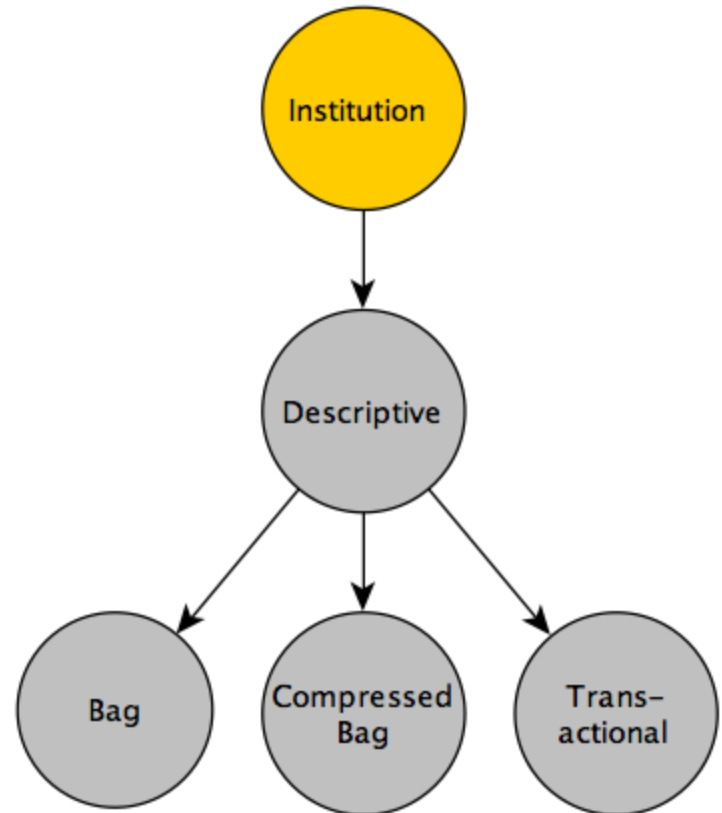 Institution
Descriptive
Bag
Compressed
Bag
Trans-
actional